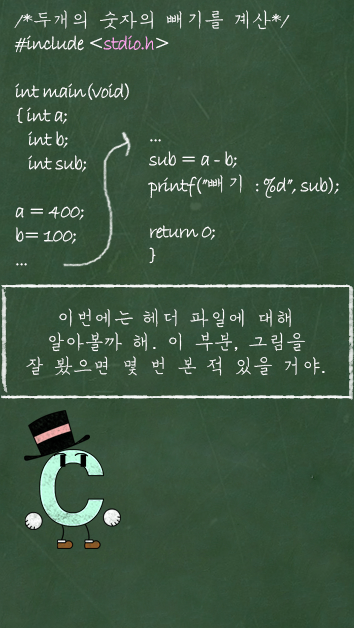 /*두개의 숫자의 빼기를 계산*/
#include <stdio.h>
int main(void)
{ int a;
int b;
int sub;
a = 400;
b= 100;
...
...
sub = a - b;
printf("빼기 : %d", sub);
return 0;
}
이번에는 헤더 파일에 대해
알아볼까 해. 이 부분, 그림을
잘 봤으면 몇 번 본 적 있을 거야.
C